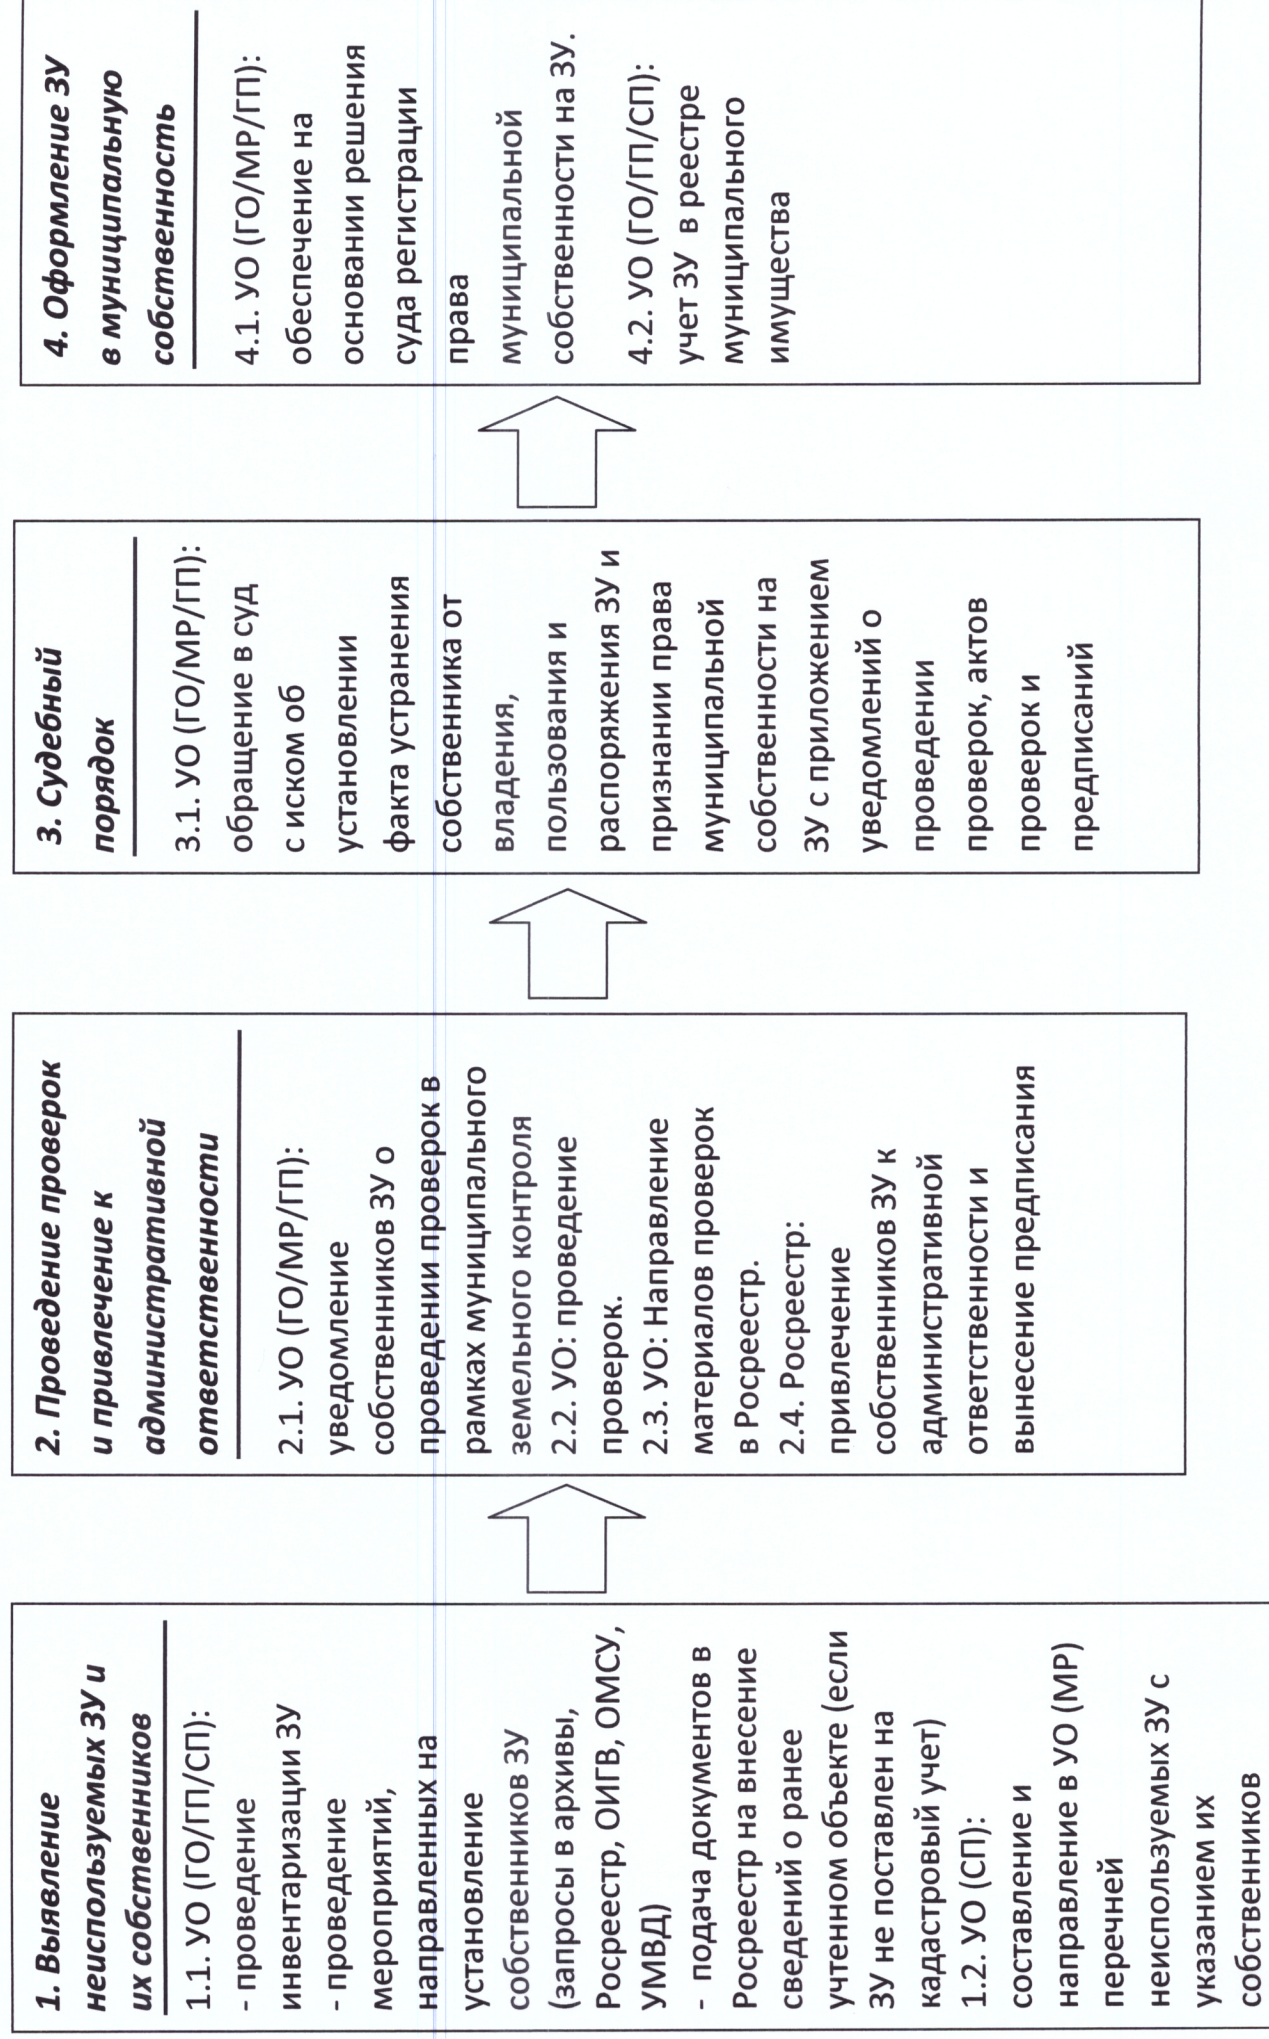 1. Выявление
неиспользуемых ЗУ и
их собственников
1.1. УО (ГО/ГП/СП):
- проведение
инвентаризации ЗУ
- проведение
мероприятий,
направленных на
установление
собственников ЗУ
(запросы в архивы,
Росреестр, ОИГВ, ОМСУ,
УМВД)
- подача документов в
Росреестр на внесение
сведений о ранее
учтенном объекте (если
ЗУ не поставлен на
кадастровый учет)
1.2. УО (СП):
составление и
направление в УО (МР)
перечней
неиспользуемых ЗУ с
указанием их
собственников
2. Проведение проверок
и привлечение к
административной
ответственности
2.1. УО (ГО/МР/ГП):
уведомление
собственников ЗУ о
проведении проверок в
рамках муниципального
земельного контроля
2.2. УО: проведение
проверок.
2.3. УО: Направление
материалов проверок
в Росреестр.
2.4. Росреестр:
привлечение
собственников ЗУ к
административной
ответственности и
вынесение предписания
3. Судебный
порядок
3.1. УО (ГО/МР/ГП):
обращение в суд
с иском об
установлении
факта устранения
собственника от
владения,
пользования и
распоряжения ЗУ и
признании права
муниципальной
собственности на
ЗУ с приложением
уведомлений о
проведении
проверок, актов
проверок и
предписаний
4. Оформление ЗУ
в муниципальную
собственность
4.1. УО (ГО/МР/ГП):
обеспечение на
основании решения
суда регистрации
права
муниципальной
собственности на ЗУ.
4.2. УО (ГО/ГП/СП):
учет ЗУ в реестре
муниципального
имущества